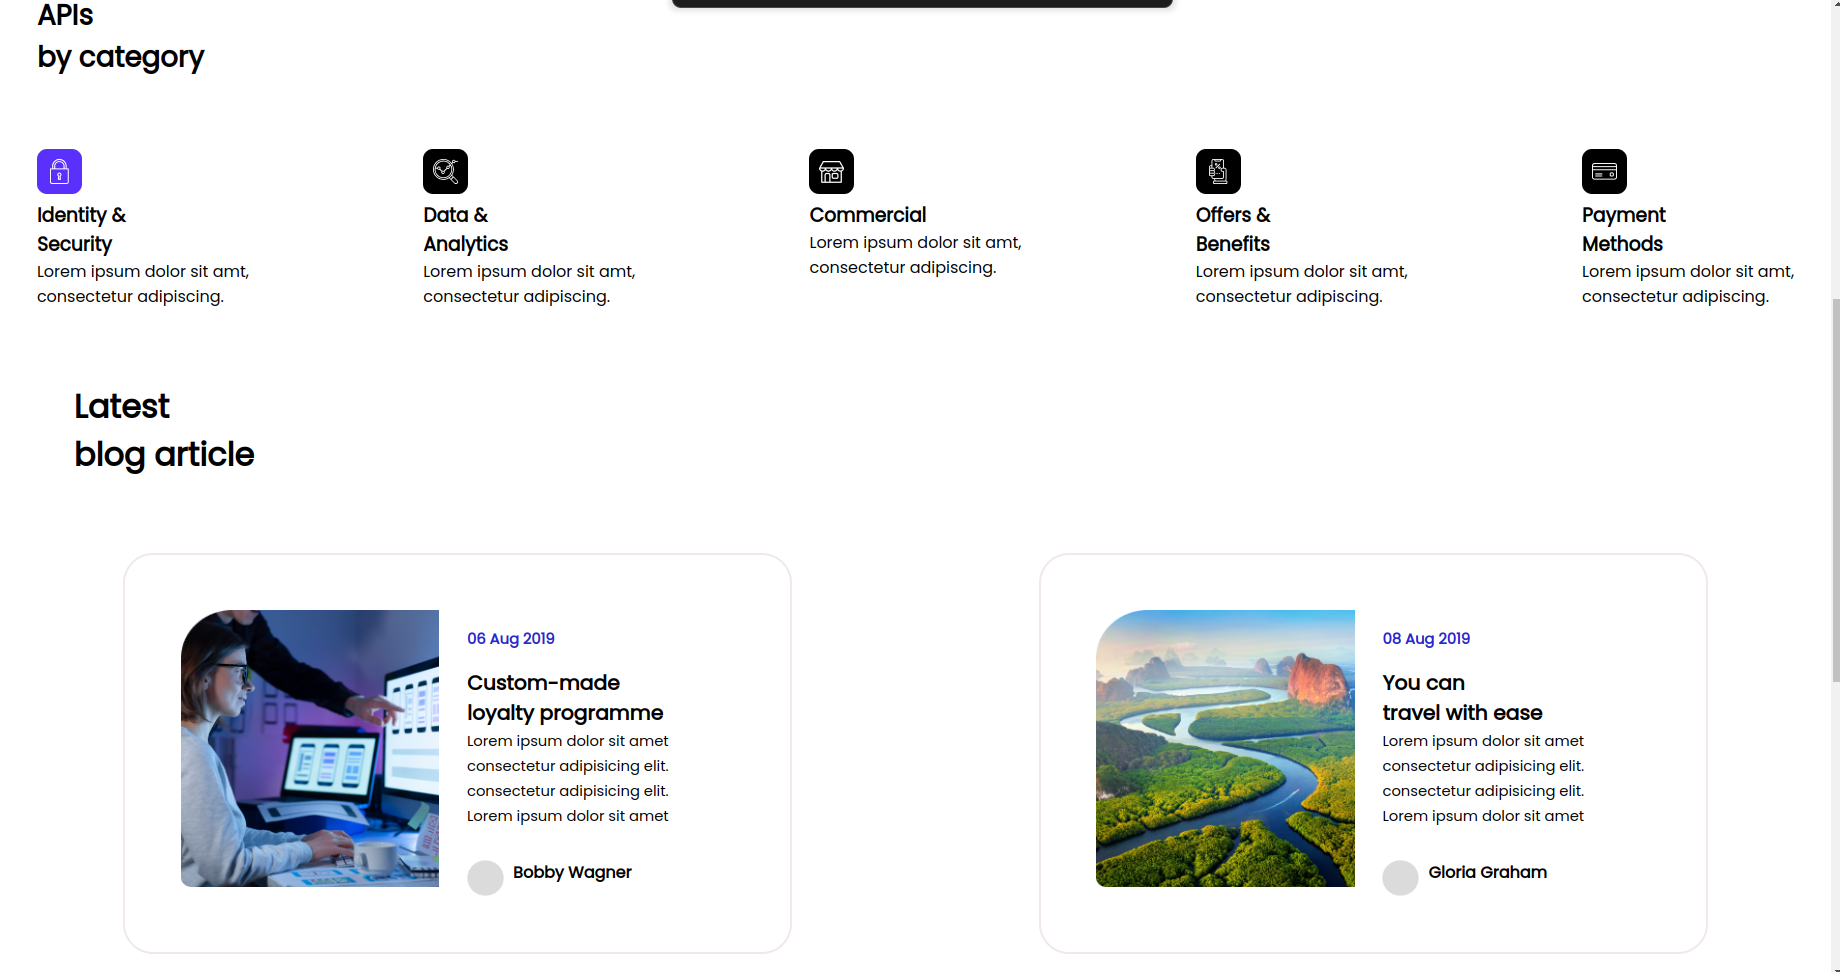 APIs
by category
Identity &
Security
Lorem ipsum dolor sit amt,
consectetur adipiscing.
Data &
Analytics
Lorem ipsum dolor sit amt,
consectetur adipiscing.
Commercial
Lorem ipsum dolor sit amt,
consectetur adipiscing.
Offers &
Benefits
Lorem ipsum dolor sit amt,
consectetur adipiscing.
Payment
Methods
Lorem ipsum dolor sit amt,
consectetur adipiscing.
Latest
blog article
06 Aug 2019
Custom-made
loyalty programme
Lorem ipsum dolor sit amet
consectetur adipisicing elit.
consectetur adipisicing elit.
Lorem ipsum dolor sit amet
Bobby Wagner
08 Aug 2019
You can
travel with ease
Lorem ipsum dolor sit amet
consectetur adipisicing elit.
consectetur adipisicing elit.
Lorem ipsum dolor sit amet
Gloria Graham